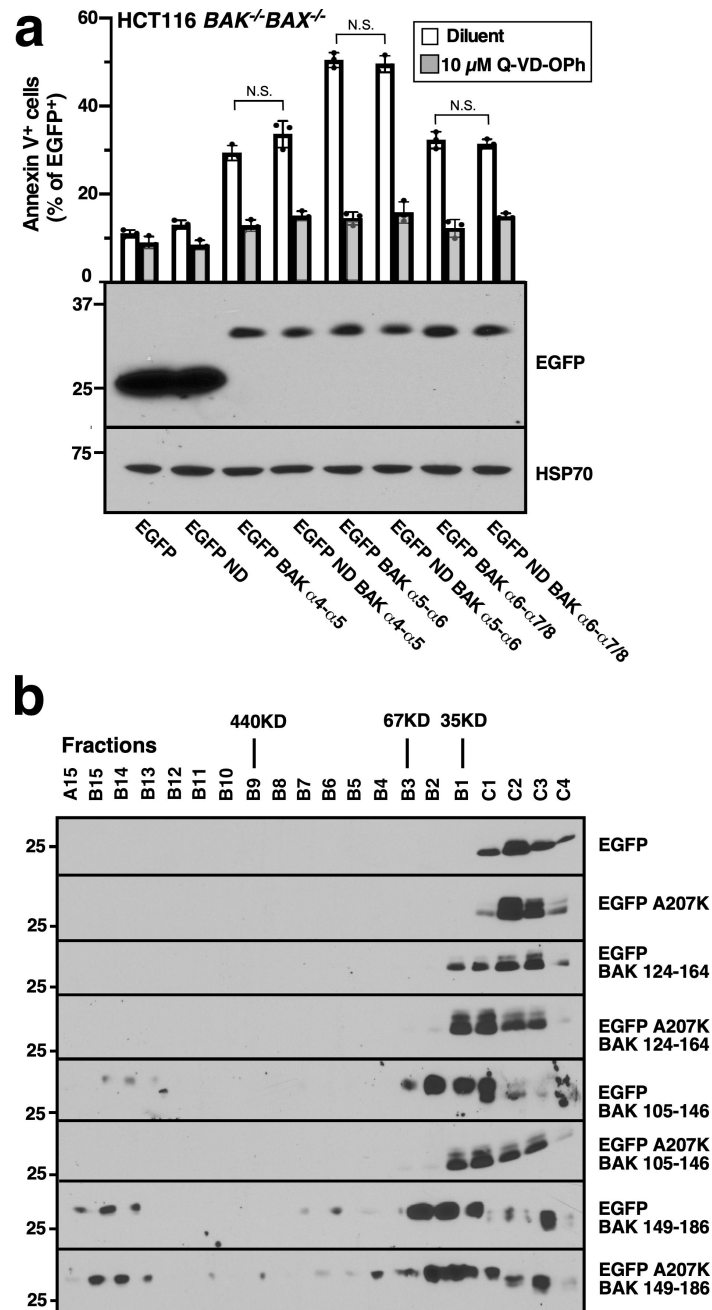 a
HCT116 BAK-/-BAX-/-
Annexin V+ cells
(% of EGFP+)
60
40
20
0
N.S.
N.S.
N.S.
Diluent
10 µM Q-VD-OPh
37
25
EGFP
75
HSP70
EGFP
EGFP ND
EGFP BAK α4-α5
EGFP ND BAK α4-α5
EGFP BAK α5-α6
EGFP ND BAK α5-α6
EGFP BAK α6-α7/8
EGFP ND BAK α6-α7/8
b
440KD 67KD 35KD
Fractions
A15 B15 B14 B13 B12 B11 B10 B9 B8 B7 B6 B5 B4 B3 B2 B1 C1 C2 C3 C4
25 EGFP
25 EGFP A207K
25 EGFP
BAK 124-164
25 EGFP A207K
BAK 124-164
25 EGFP
BAK 105-146
25 EGFP A207K
BAK 105-146
25 EGFP
BAK 149-186
25 EGFP A207K
BAK 149-186